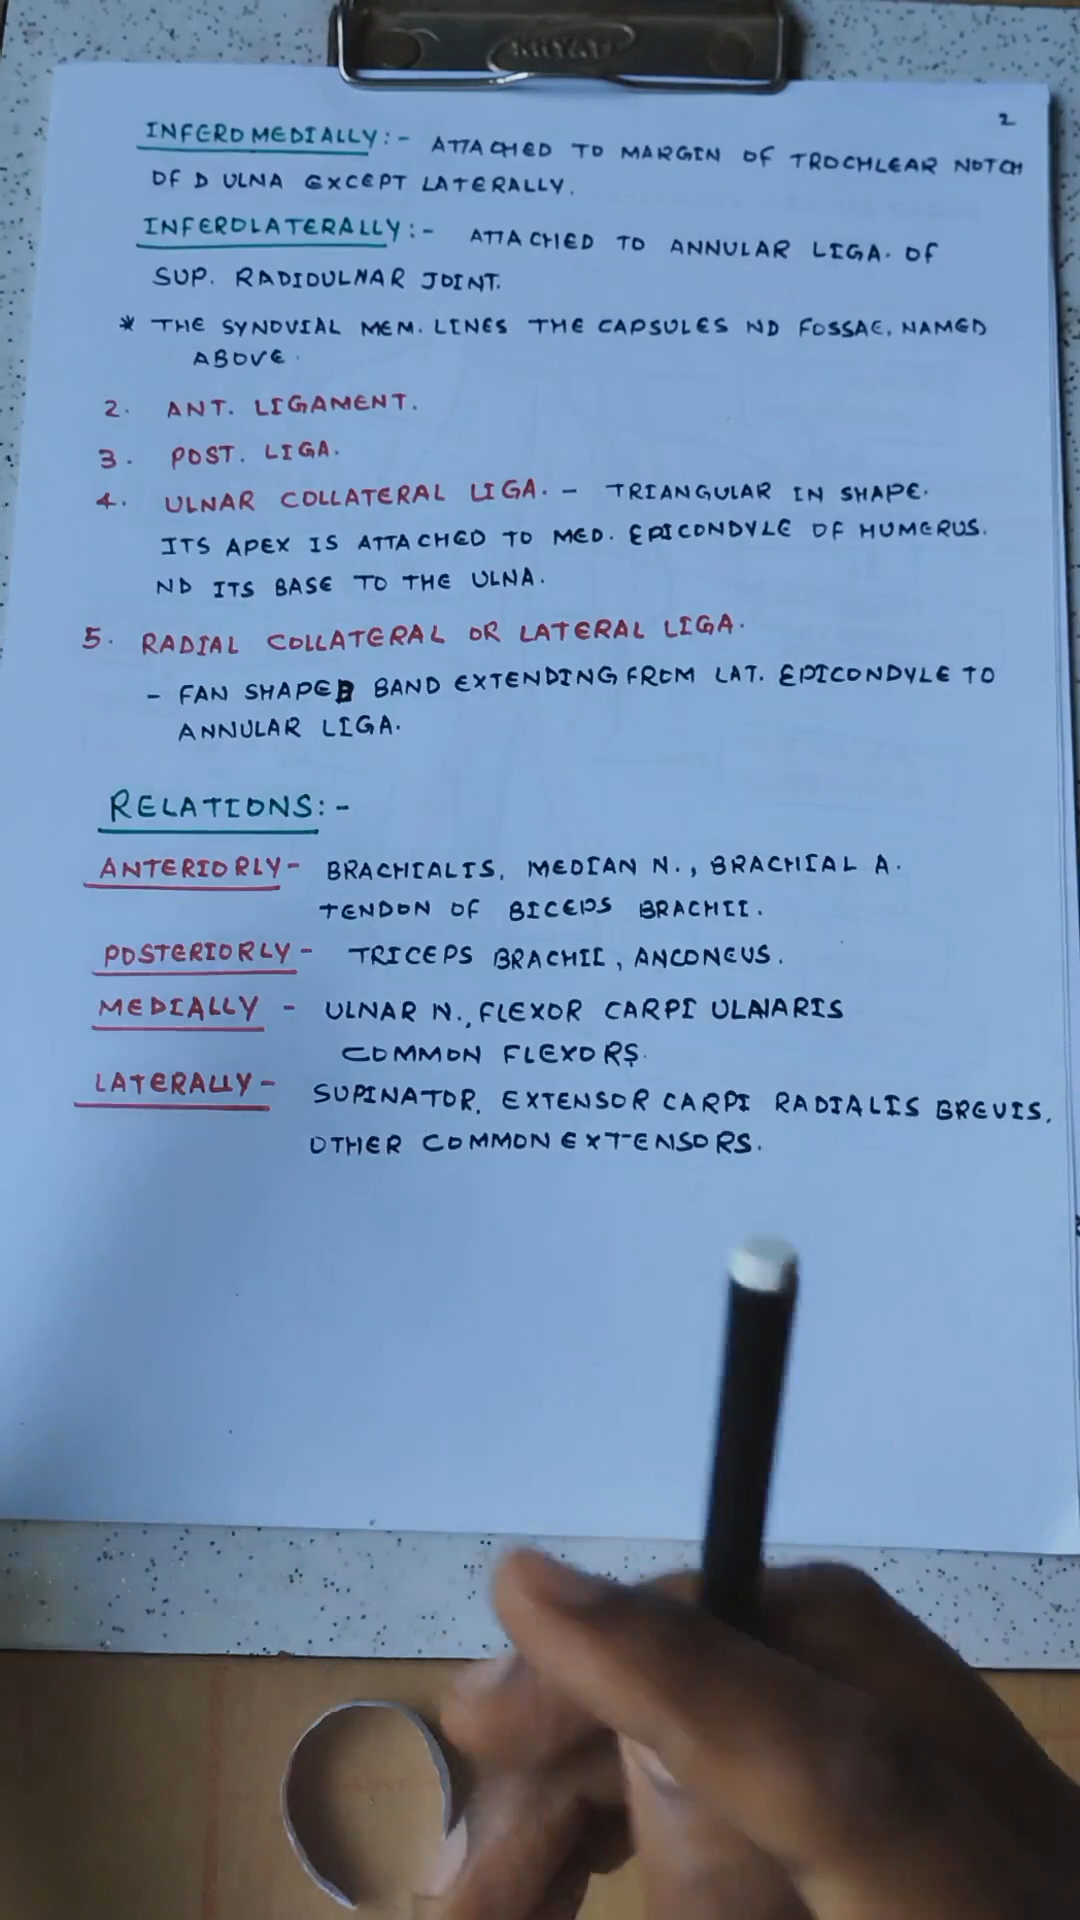 2
INFEROMEDIALLY:- ATTACHED TO MARGIN OF TROCHLEAR NOTCH
OF D ULNA EXCEPT LATERALLY.
INFEROLATERALLY:- ATTACHED TO ANNULAR LIGA. OF
SUP. RADIOULNAR JOINT.
* THE SYNOVIAL MEM. LINES THE CAPSULES ND FOSSAE, NAMED
ABOVE.
2. ANT. LIGAMENT.
3. POST. LIGA.
4. ULNAR COLLATERAL LIGA. - TRIANGULAR IN SHAPE.
ITS APEX IS ATTACHED TO MED. EPICONDYLE OF HUMERUS.
ND ITS BASE TO THE ULNA.
5. RADIAL COLLATERAL OR LATERAL LIGA.
- FAN SHAPED BAND EXTENDING FROM LAT. EPICONDYLE TO
ANNULAR LIGA.
RELATIONS:-
ANTERIORLY- BRACHIALIS, MEDIAN N., BRACHIAL A.
TENDON OF BICEPS BRACHII.
POSTERIORLY- TRICEPS BRACHII, ANCONEUS.
MEDIALLY - ULNAR N., FLEXOR CARPI ULNARIS
COMMON FLEXORS.
LATERALLY- SUPINATOR, EXTENSOR CARPI RADIALIS BREVIS.
OTHER COMMON EXTENSORS.